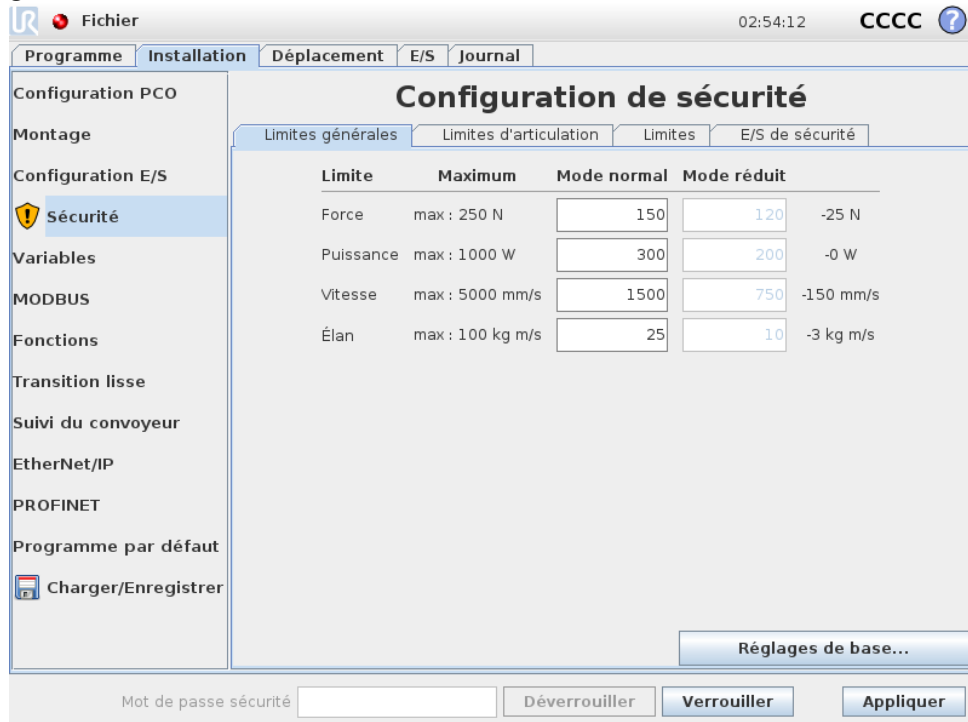 UR Fichier 02:54:12 CCCC ?
Programme Installation Déplacement E/S Journal
Configuration PCO
Montage
Configuration E/S
Sécurité
Variables
MODBUS
Fonctions
Transition lisse
Suivi du convoyeur
EtherNet/IP
PROFINET
Programme par défaut
Charger/Enregistrer
Configuration de sécurité
Limites générales Limites d'articulation Limites E/S de sécurité
Limite Maximum Mode normal Mode réduit
Force max : 250 N 150 120 -25 N
Puissance max : 1000 W 300 200 -0 W
Vitesse max : 5000 mm/s 1500 750 -150 mm/s
Élan max : 100 kg m/s 25 10 -3 kg m/s
Réglages de base...
Mot de passe sécurité Déverrouiller Verrouiller Appliquer